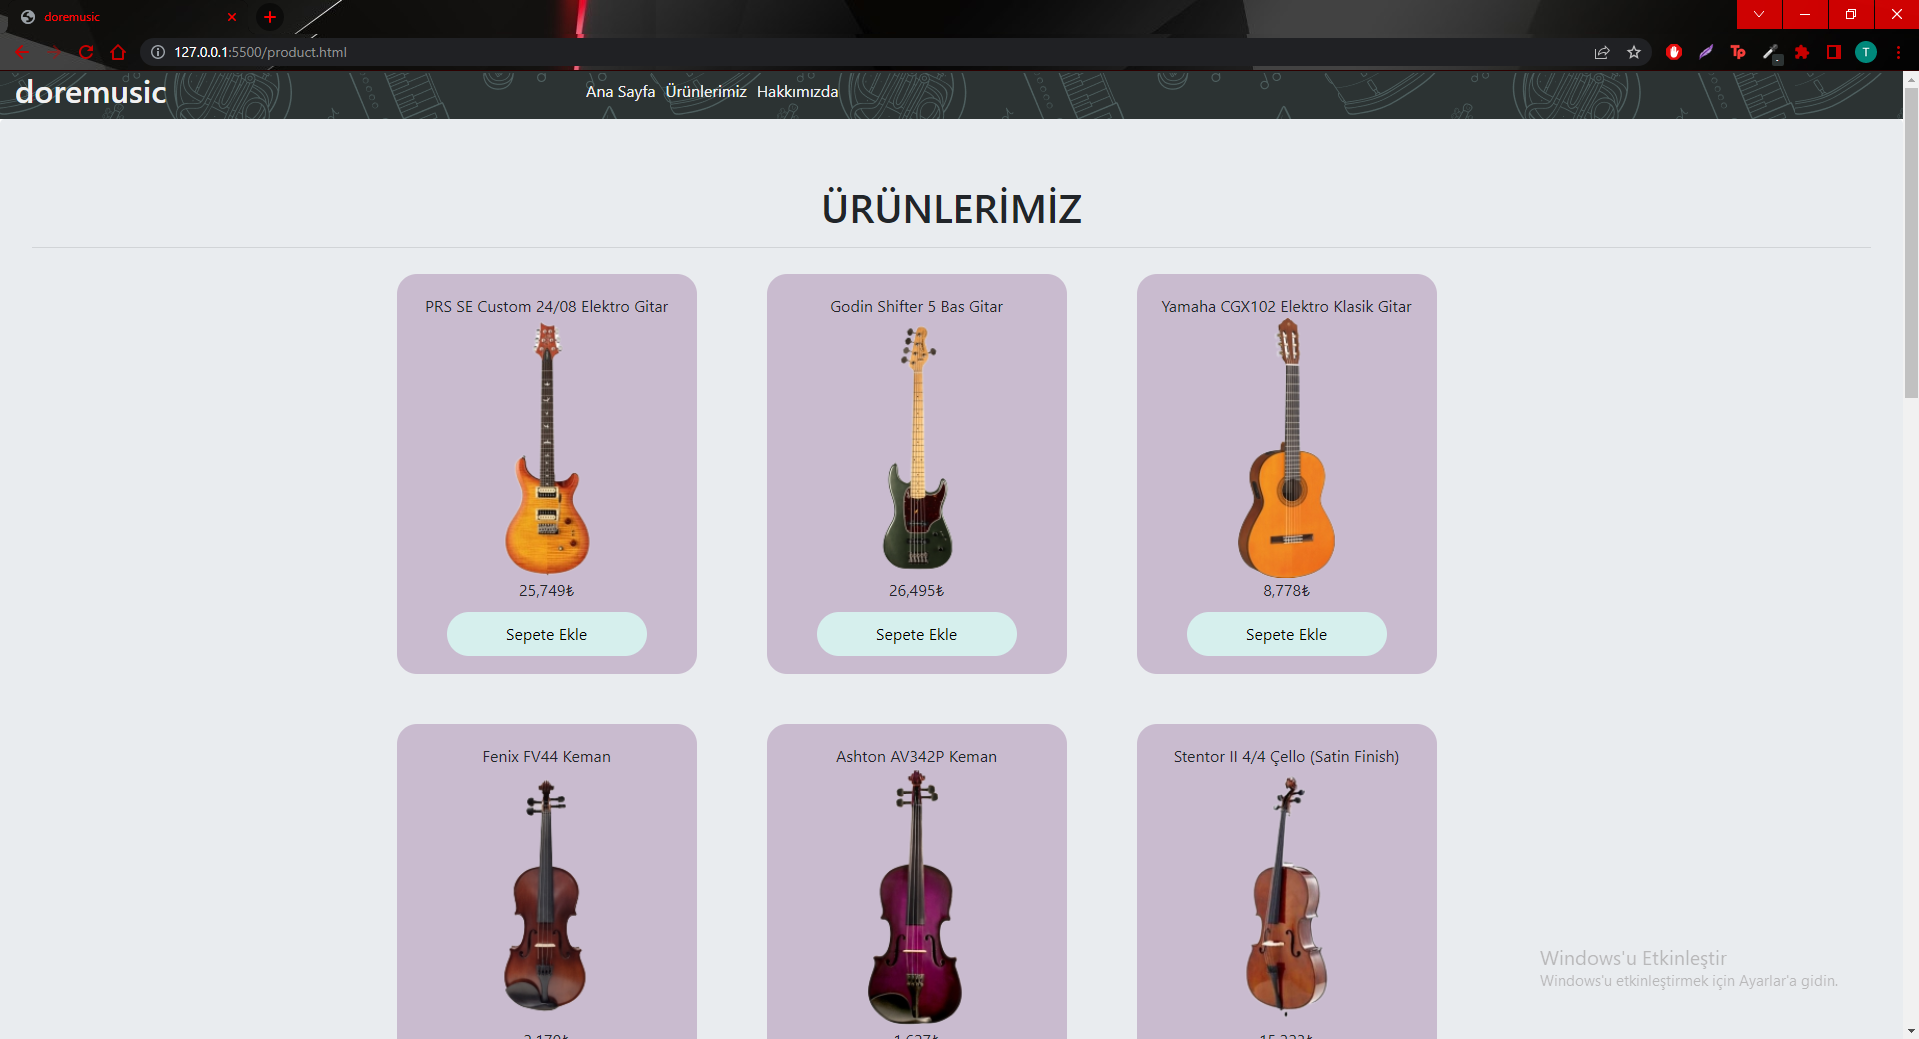 doremusic
127.0.0.1:5500/product.html
T
doremusic
Ana Sayfa Ürünlerimiz Hakkımızda
ÜRÜNLERİMİZ
PRS SE Custom 24/08 Elektro Gitar
Godin Shifter 5 Bas Gitar
Yamaha CGX102 Elektro Klasik Gitar
25,749₺
26,495₺
8,778₺
Sepete Ekle
Sepete Ekle
Sepete Ekle
Fenix FV44 Keman
Ashton AV342P Keman
Stentor II 4/4 Çello (Satin Finish)
Windows'u Etkinleştir
Windows'u etkinleştirmek için Ayarlar'a gidin.